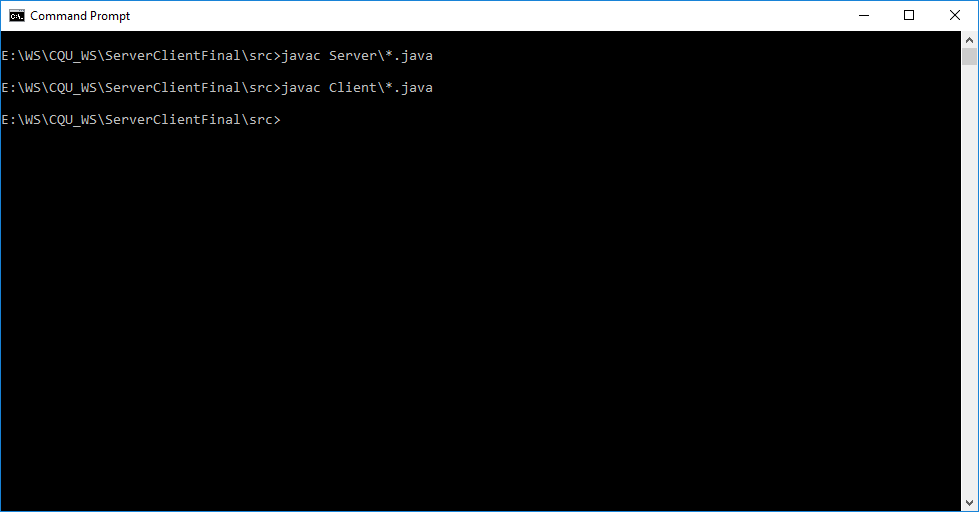 Command Prompt
E:\WS\CQU_WS\ServerClientFinal\src>javac Server\*.java
E:\WS\CQU_WS\ServerClientFinal\src>javac Client\*.java
E:\WS\CQU_WS\ServerClientFinal\src>